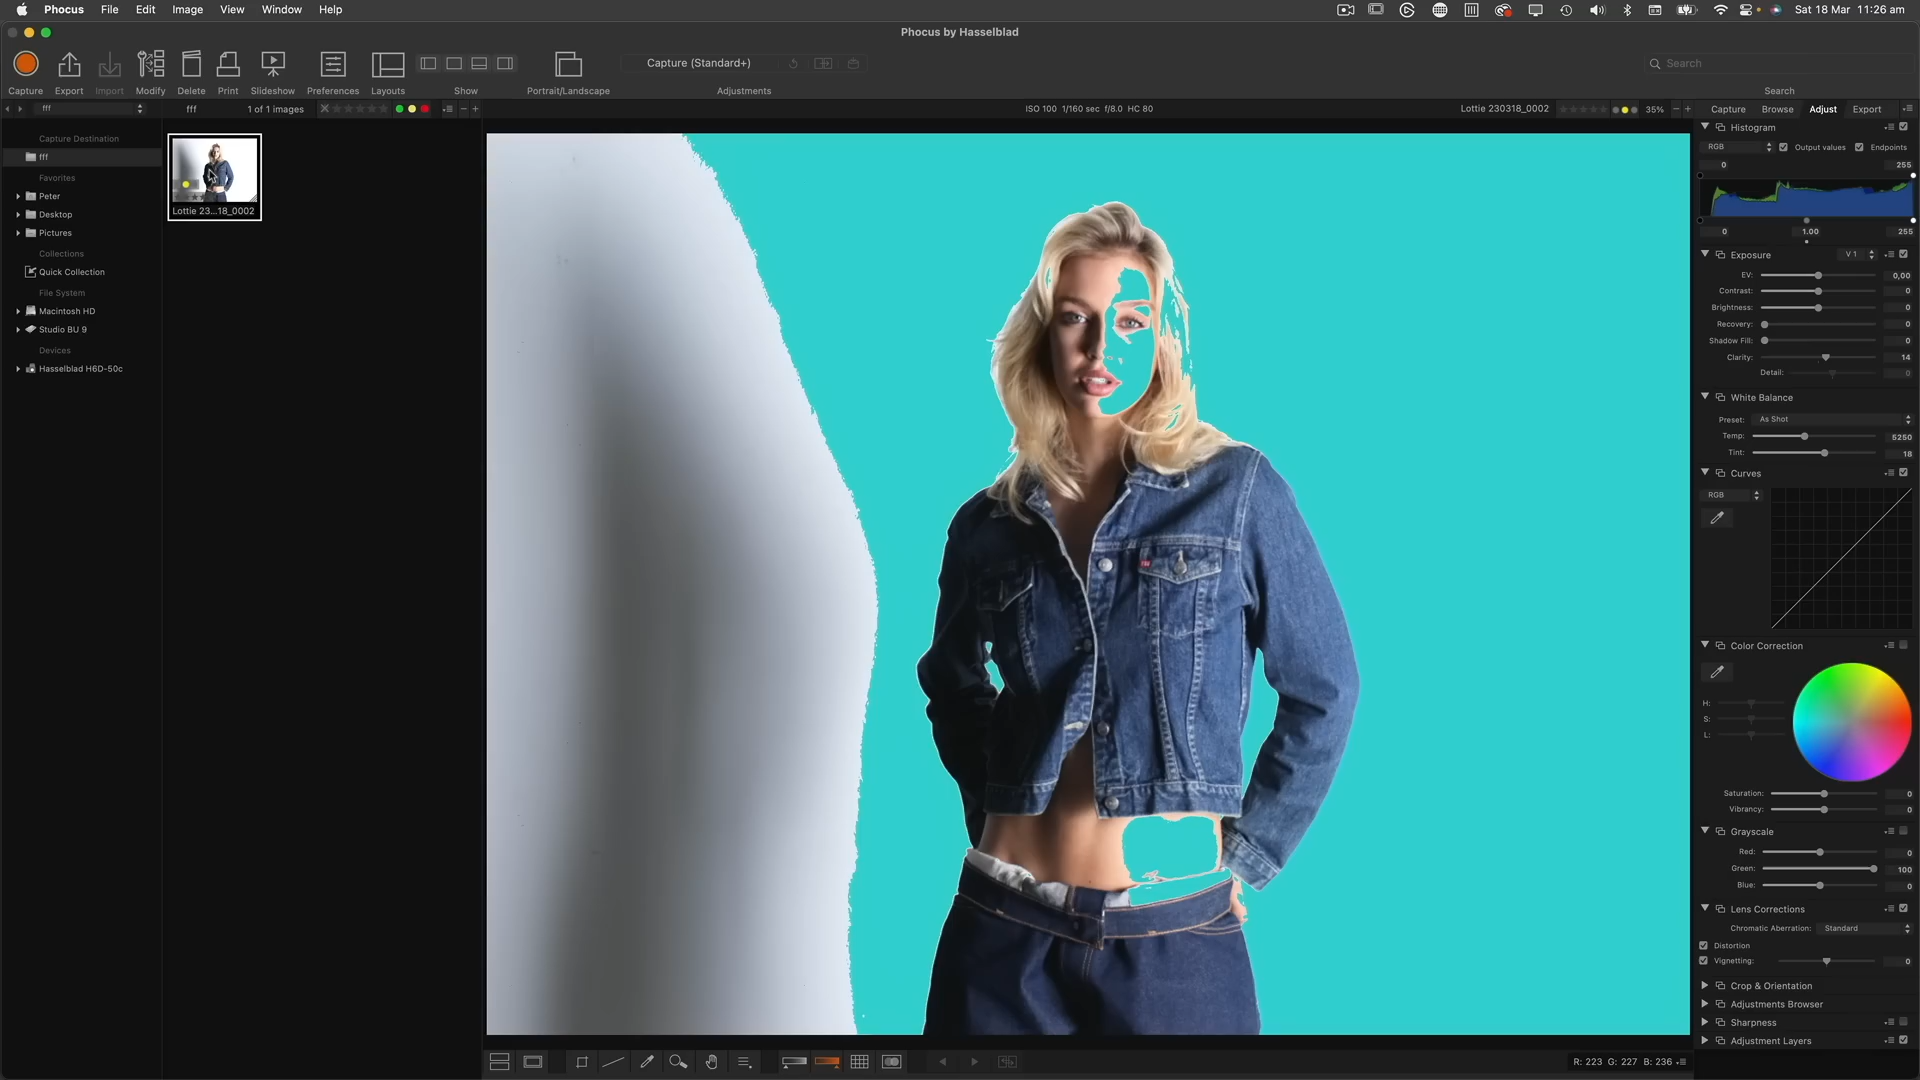 Phocus File Edit Image View Window Help Sat 18 Mar 11:26 am
Phocus by Hasselblad
Capture (Standard+)
Search
Capture Export Import Modify Delete Print Slideshow Preferences Layouts Show Portrait/Landscape Adjustments Search
fff
fff 1 of 1 images
ISO 100 1/160 sec f/8.0 HC 80
Lottie 230318_0002
35%
Capture Browse Adjust Export
Capture Destination
fff
Favorites
Peter
Desktop
Pictures
Collections
Quick Collection
File System
Macintosh HD
Studio BU 9
Devices
Hasselblad H6D-50c
Lottie 23...18_0002
Histogram
RGB Output values Endpoints
0 255
0 1.00 255
Exposure V 1
EV: 0,00
Contrast: 0
Brightness: 0
Recovery: 0
Shadow Fill: 0
Clarity: 14
Detail: 0
White Balance
Preset: As Shot
Temp: 5250
Tint: 18
Curves
RGB
Color Correction
H:
S:
L:
Saturation: 0
Vibrancy: 0
Grayscale
Red: 0
Green: 100
Blue: 0
Lens Corrections
Chromatic Aberration: Standard
Distortion
Vignetting: 0
Crop & Orientation
Adjustments Browser
Sharpness
Adjustment Layers
R: 223 G: 227 B: 236